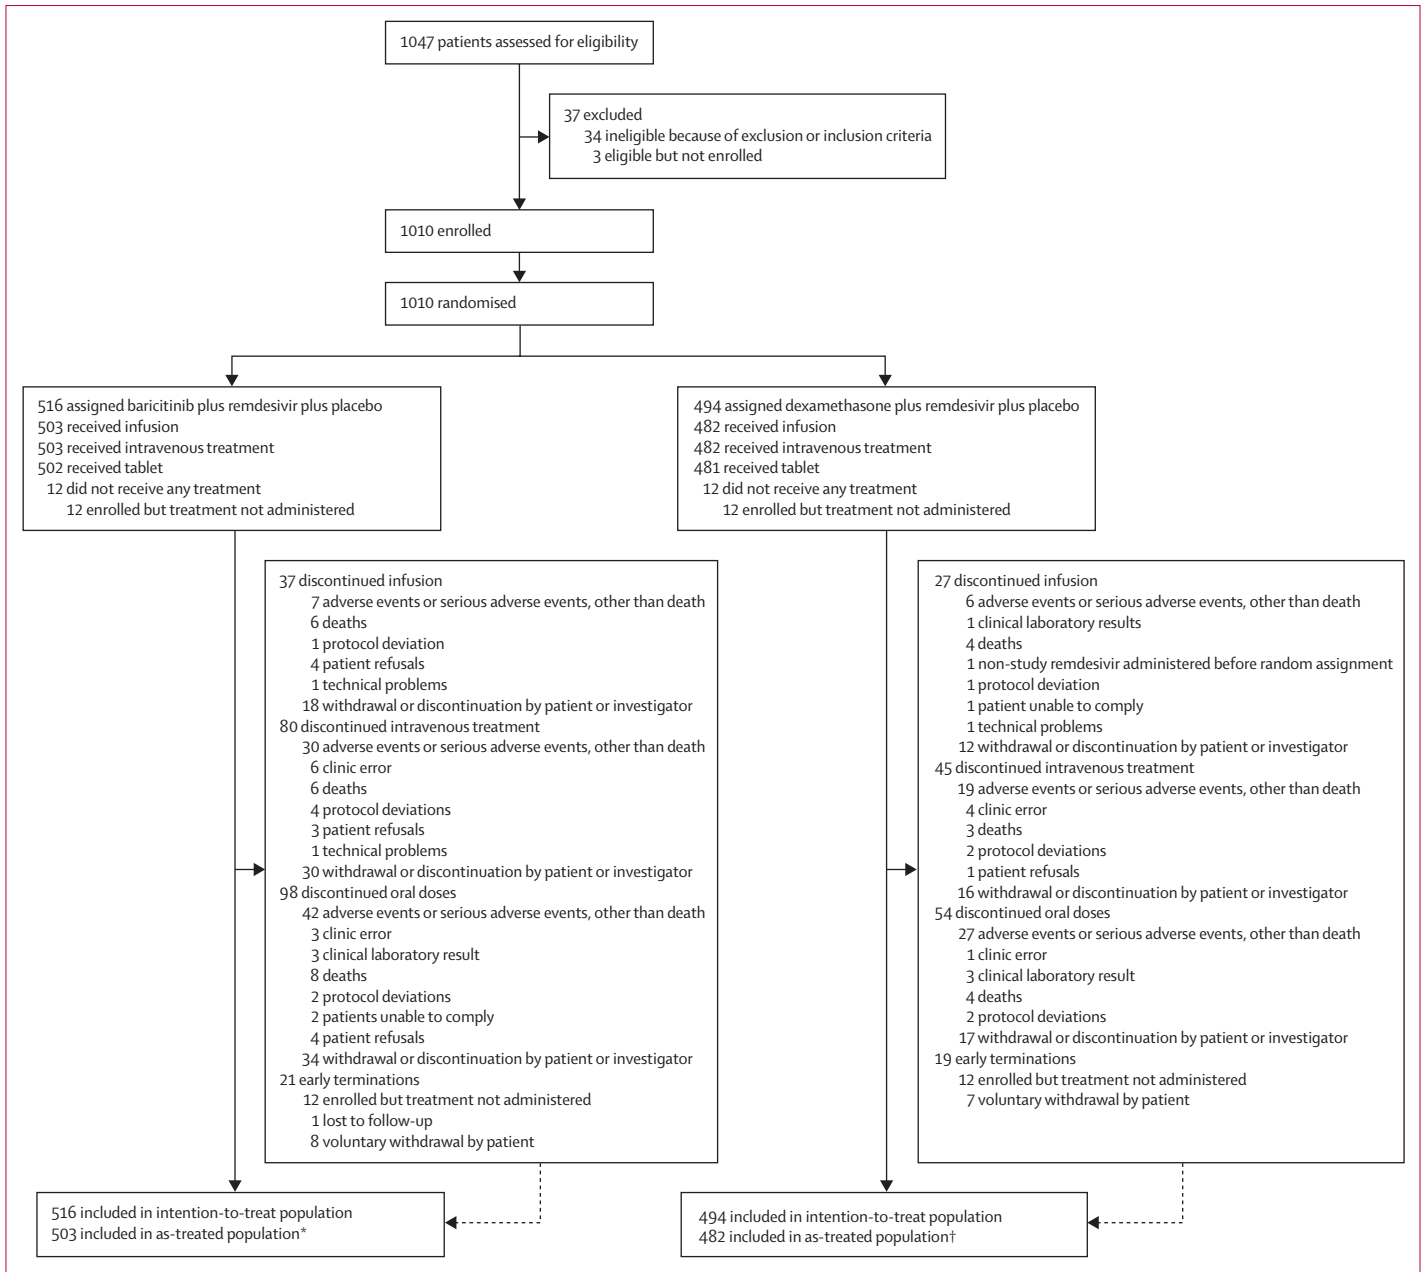 1047 patients assessed for eligibility
37 excluded
34 ineligible because of exclusion or inclusion criteria
3 eligible but not enrolled
1010 enrolled
1010 randomised
516 assigned baricitinib plus remdesivir plus placebo
503 received infusion
503 received intravenous treatment
502 received tablet
12 did not receive any treatment
12 enrolled but treatment not administered
494 assigned dexamethasone plus remdesivir plus placebo
482 received infusion
482 received intravenous treatment
481 received tablet
12 did not receive any treatment
12 enrolled but treatment not administered
37 discontinued infusion
7 adverse events or serious adverse events, other than death
6 deaths
1 protocol deviation
4 patient refusals
1 technical problems
18 withdrawal or discontinuation by patient or investigator
80 discontinued intravenous treatment
30 adverse events or serious adverse events, other than death
6 clinic error
6 deaths
4 protocol deviations
3 patient refusals
1 technical problems
30 withdrawal or discontinuation by patient or investigator
98 discontinued oral doses
42 adverse events or serious adverse events, other than death
3 clinic error
3 clinical laboratory result
8 deaths
2 protocol deviations
2 patients unable to comply
4 patient refusals
34 withdrawal or discontinuation by patient or investigator
21 early terminations
12 enrolled but treatment not administered
1 lost to follow-up
8 voluntary withdrawal by patient
27 discontinued infusion
6 adverse events or serious adverse events, other than death
1 clinical laboratory results
4 deaths
1 non-study remdesivir administered before random assignment
1 protocol deviation
1 patient unable to comply
1 technical problems
12 withdrawal or discontinuation by patient or investigator
45 discontinued intravenous treatment
19 adverse events or serious adverse events, other than death
4 clinic error
3 deaths
2 protocol deviations
1 patient refusals
16 withdrawal or discontinuation by patient or investigator
54 discontinued oral doses
27 adverse events or serious adverse events, other than death
1 clinic error
3 clinical laboratory result
4 deaths
2 protocol deviations
17 withdrawal or discontinuation by patient or investigator
19 early terminations
12 enrolled but treatment not administered
7 voluntary withdrawal by patient
516 included in intention-to-treat population
503 included in as-treated population*
494 included in intention-to-treat population
482 included in as-treated population†